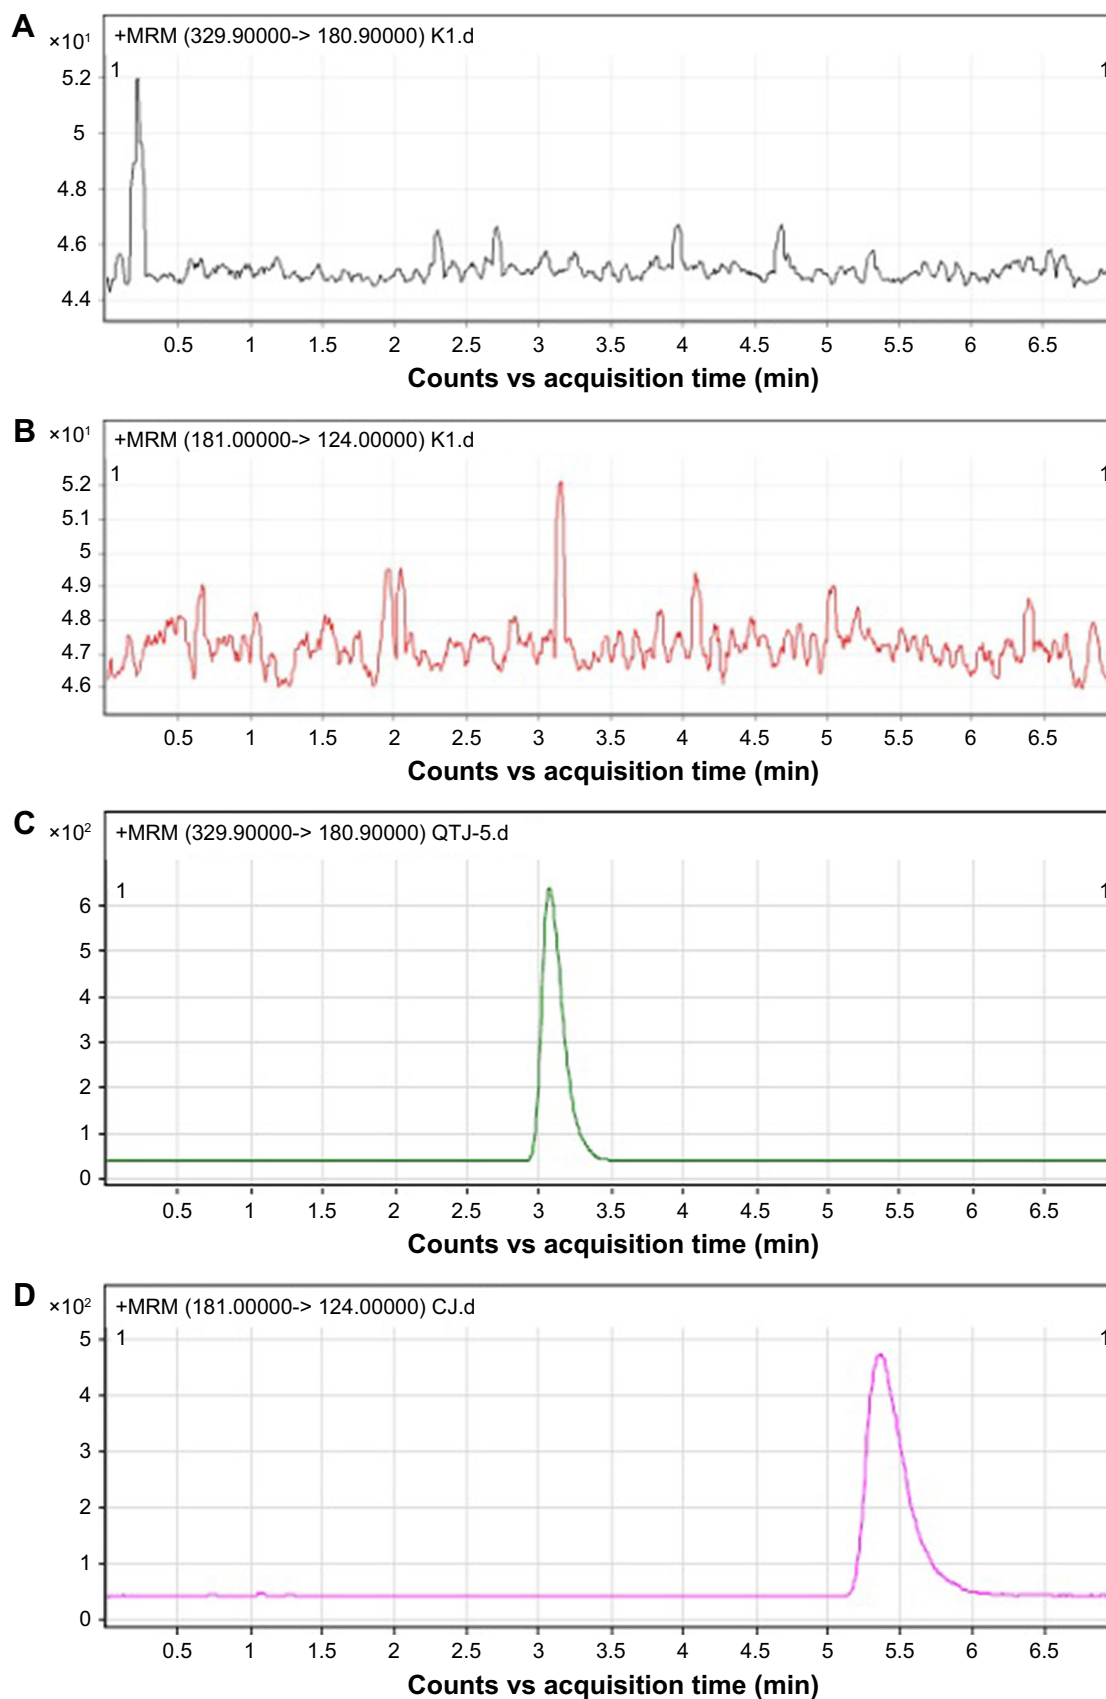 A
×10¹
+MRM (329.90000-> 180.90000) K1.d
1 1
5.2
5
4.8
4.6
4.4
0.5 1 1.5 2 2.5 3 3.5 4 4.5 5 5.5 6 6.5
Counts vs acquisition time (min)
B
×10¹
+MRM (181.00000-> 124.00000) K1.d
1 1
5.2
5.1
5
4.9
4.8
4.7
4.6
0.5 1 1.5 2 2.5 3 3.5 4 4.5 5 5.5 6 6.5
Counts vs acquisition time (min)
C
×10²
+MRM (329.90000-> 180.90000) QTJ-5.d
1 1
6
5
4
3
2
1
0
0.5 1 1.5 2 2.5 3 3.5 4 4.5 5 5.5 6 6.5
Counts vs acquisition time (min)
D
×10²
+MRM (181.00000-> 124.00000) CJ.d
1 1
5
4
3
2
1
0
0.5 1 1.5 2 2.5 3 3.5 4 4.5 5 5.5 6 6.5
Counts vs acquisition time (min)